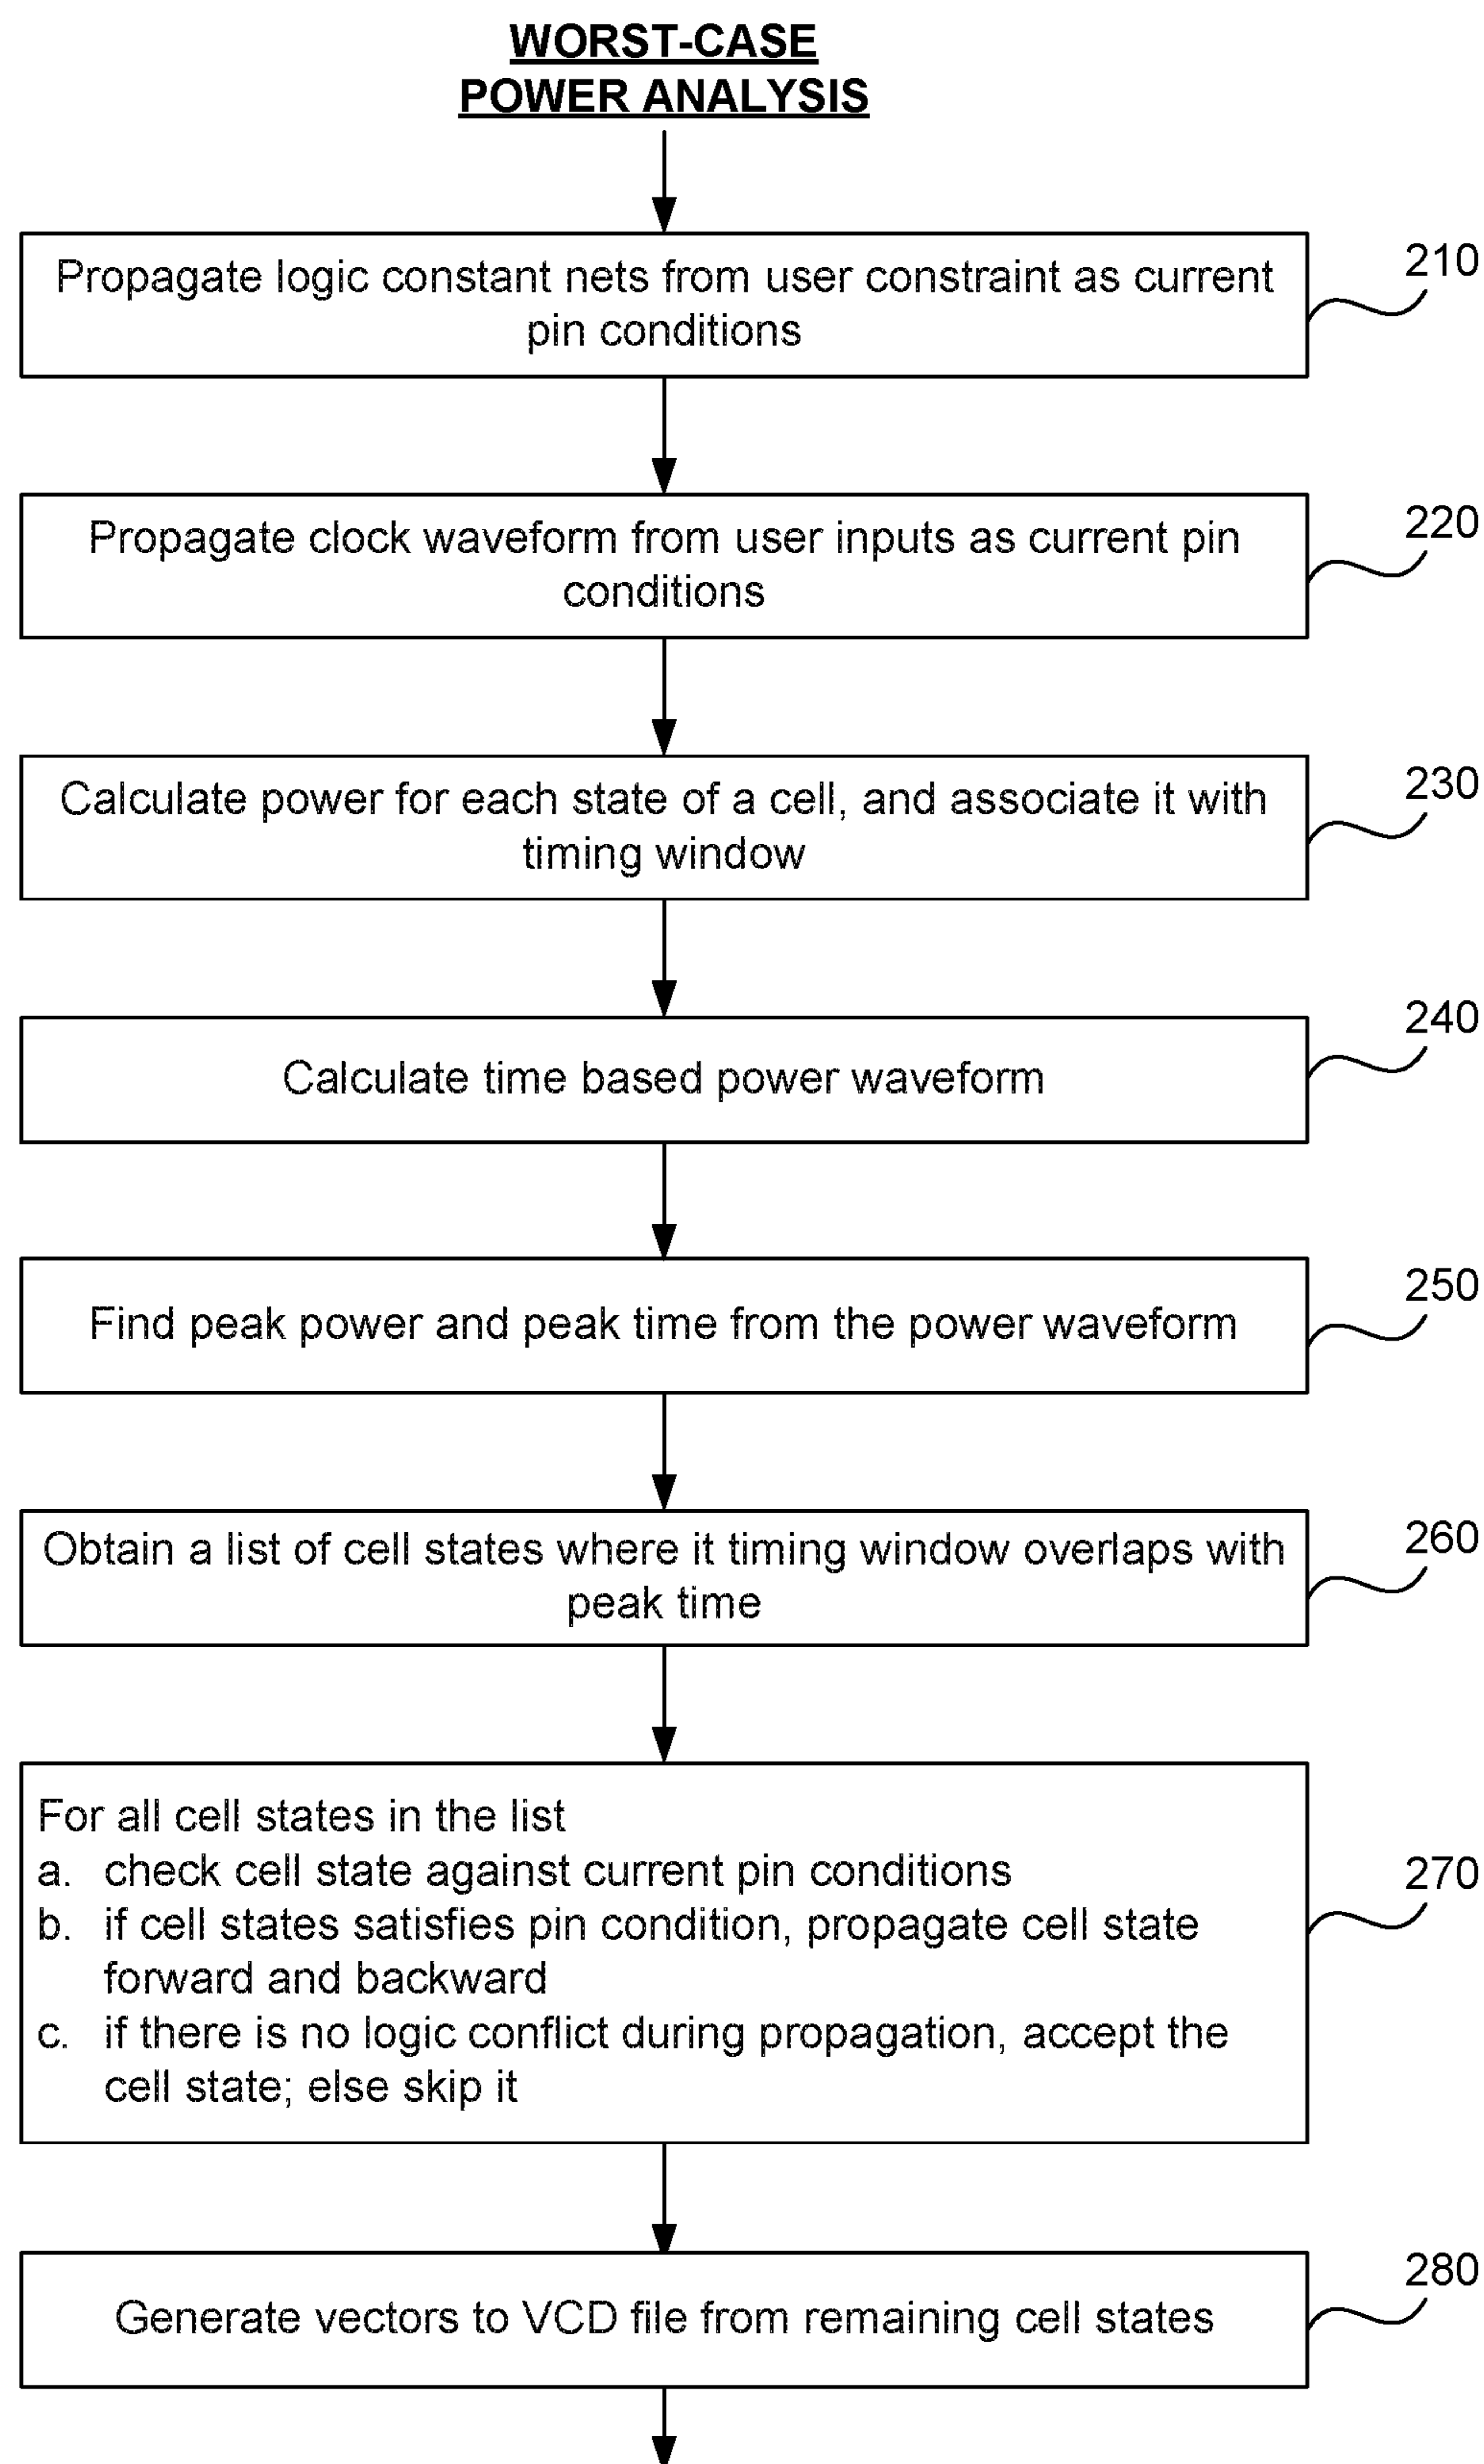 WORST-CASE
POWER ANALYSIS
Propagate logic constant nets from user constraint as current
pin conditions
210
Propagate clock waveform from user inputs as current pin
conditions
220
Calculate power for each state of a cell, and associate it with
timing window
230
Calculate time based power waveform
240
Find peak power and peak time from the power waveform
250
Obtain a list of cell states where it timing window overlaps with
peak time
260
For all cell states in the list
a. check cell state against current pin conditions
b. if cell states satisfies pin condition, propagate cell state
forward and backward
c. if there is no logic conflict during propagation, accept the
cell state; else skip it
270
Generate vectors to VCD file from remaining cell states
280